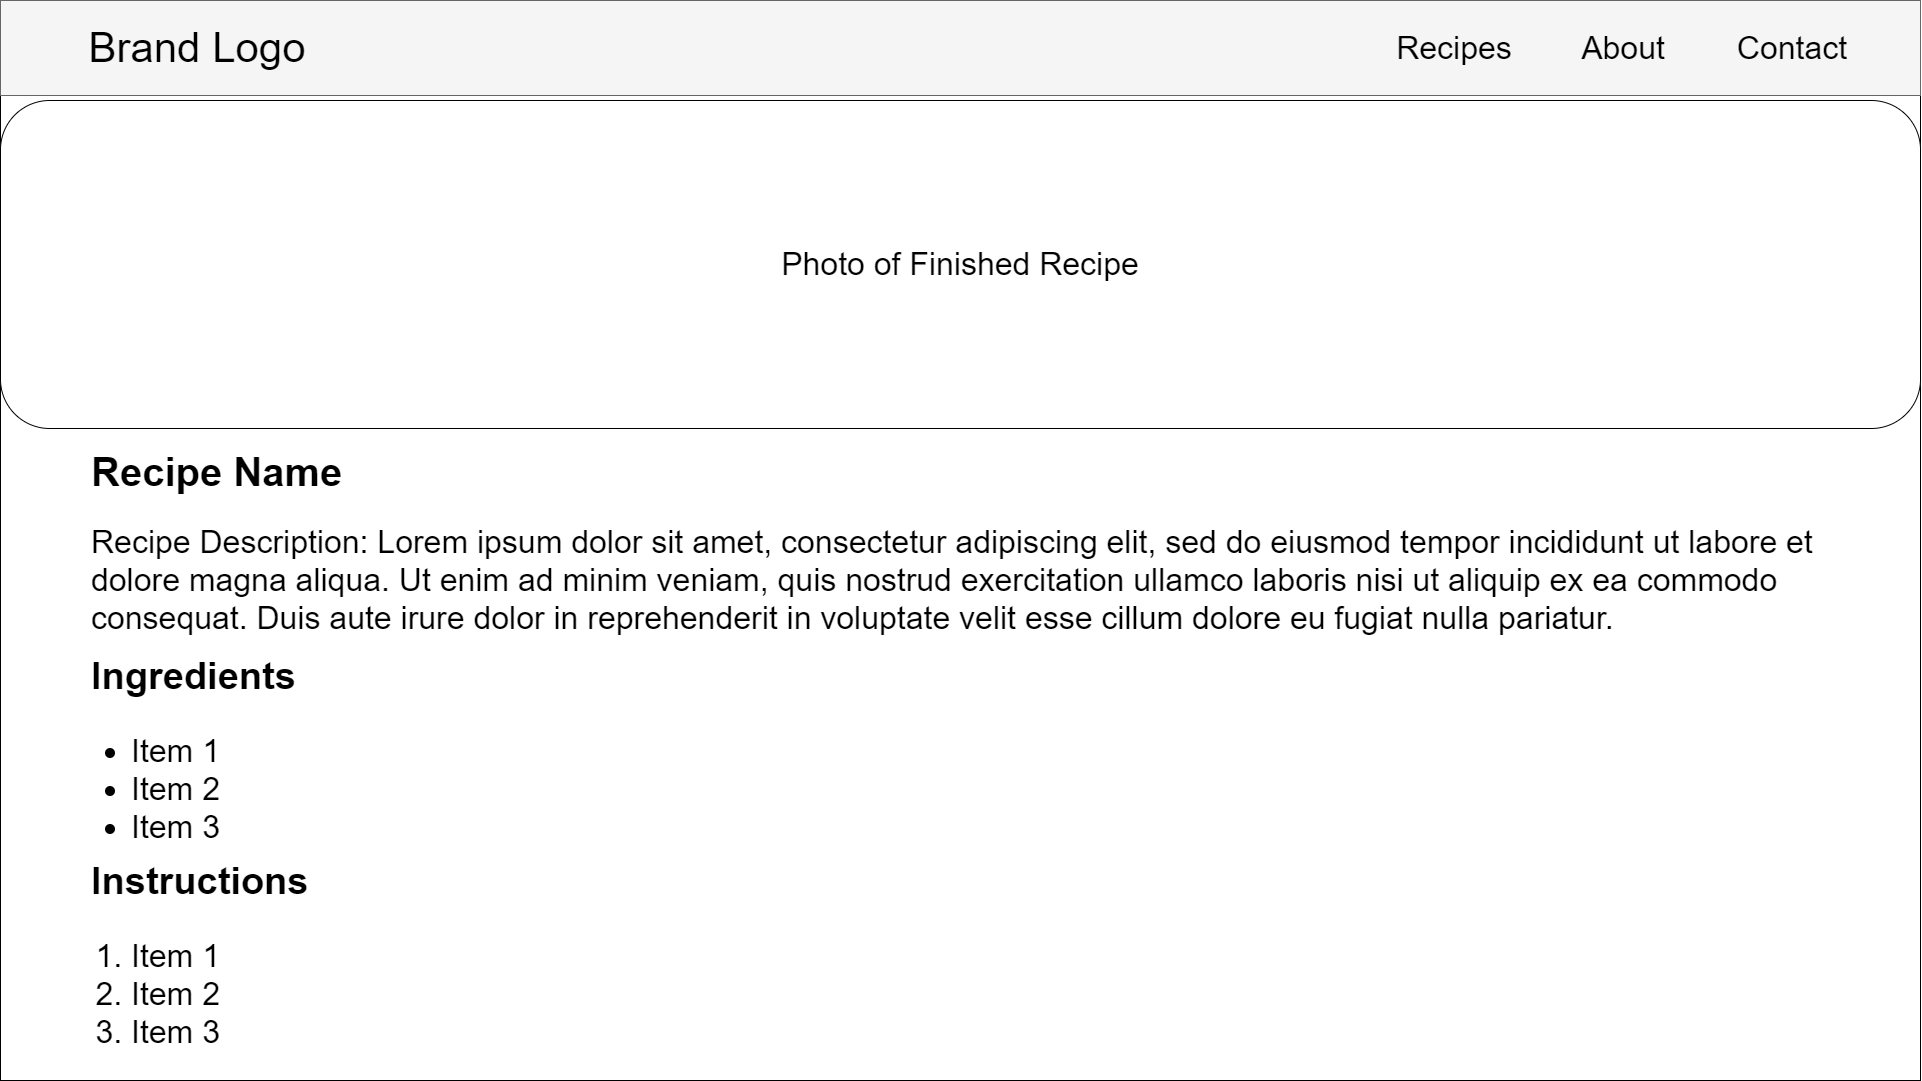 Brand Logo
Recipes About Contact
Photo of Finished Recipe
Recipe Name
Recipe Description: Lorem ipsum dolor sit amet, consectetur adipiscing elit, sed do eiusmod tempor incididunt ut labore et
dolore magna aliqua. Ut enim ad minim veniam, quis nostrud exercitation ullamco laboris nisi ut aliquip ex ea commodo
consequat. Duis aute irure dolor in reprehenderit in voluptate velit esse cillum dolore eu fugiat nulla pariatur.
Ingredients
• Item 1
• Item 2
• Item 3
Instructions
1. Item 1
2. Item 2
3. Item 3